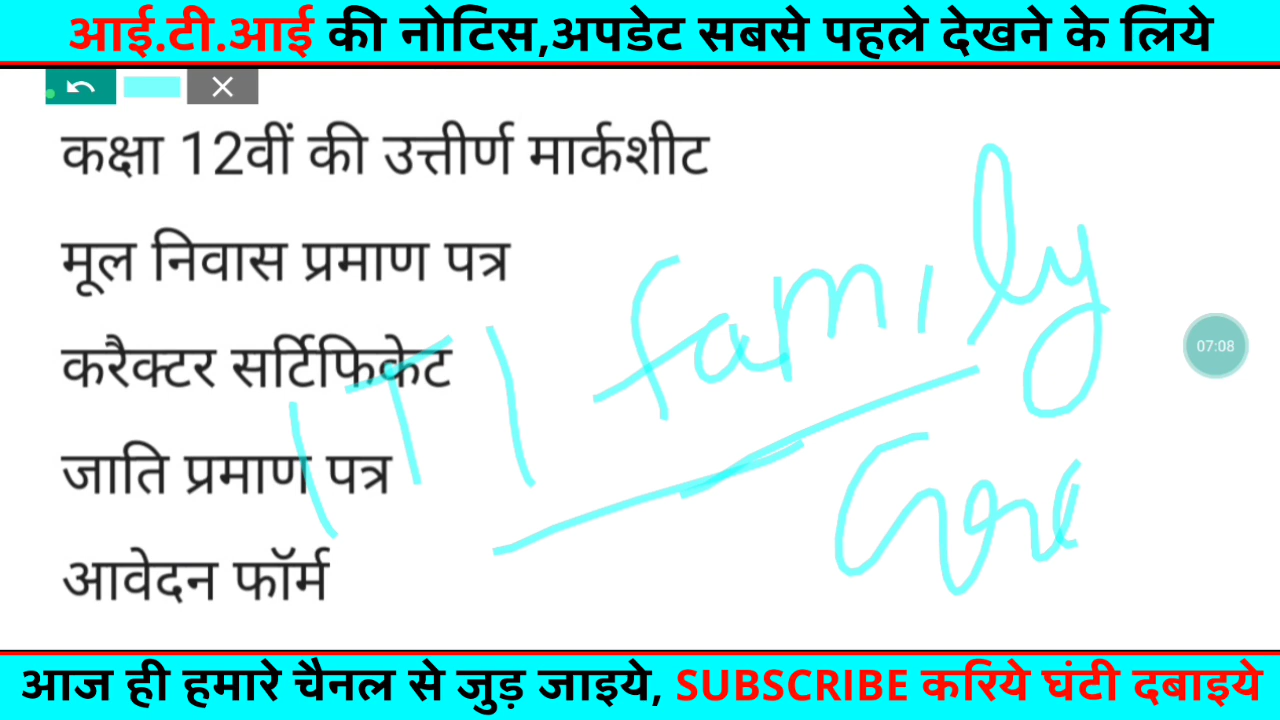 आई.टी.आई की नोटिस,अपडेट सबसे पहले देखने के लिये
कक्षा 12वीं की उत्तीर्ण मार्कशीट
मूल निवास प्रमाण पत्र
करैक्टर सर्टिफिकेट
जाति प्रमाण पत्र
आवेदन फॉर्म
ITI family
07:08
आज ही हमारे चैनल से जुड़ जाइये, SUBSCRIBE करिये घंटी दबाइये